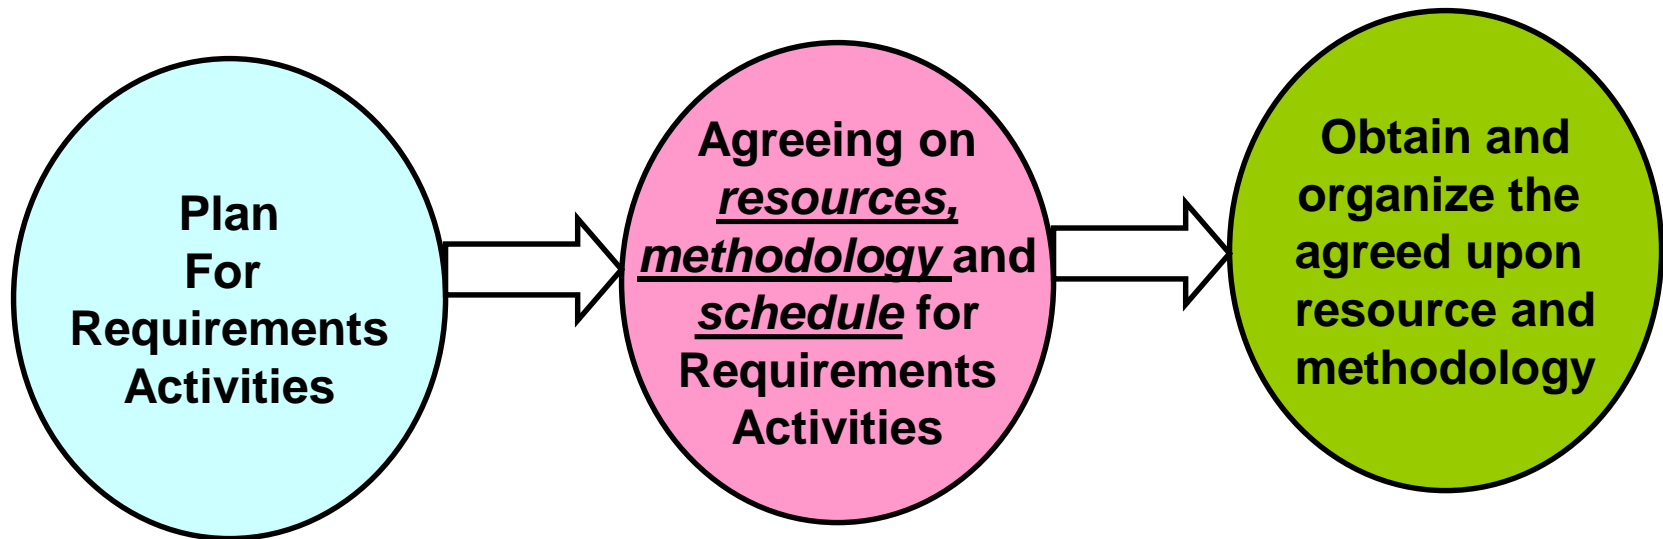 Plan
For
Requirements
Activities
Agreeing on
resources,
methodology and
schedule for
Requirements
Activities
Obtain and
organize the
agreed upon
resource and
methodology